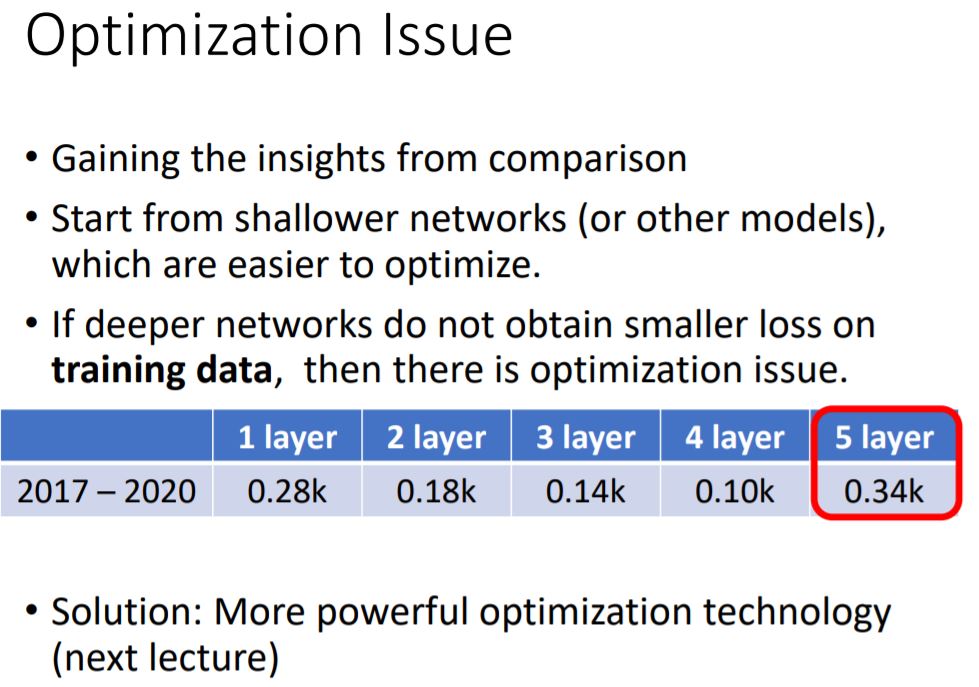 Optimization Issue
• Gaining the insights from comparison
• Start from shallower networks (or other models),
which are easier to optimize.
• If deeper networks do not obtain smaller loss on
training data, then there is optimization issue.
1 layer 2 layer 3 layer 4 layer 5 layer
2017 – 2020 0.28k 0.18k 0.14k 0.10k 0.34k
• Solution: More powerful optimization technology
(next lecture)